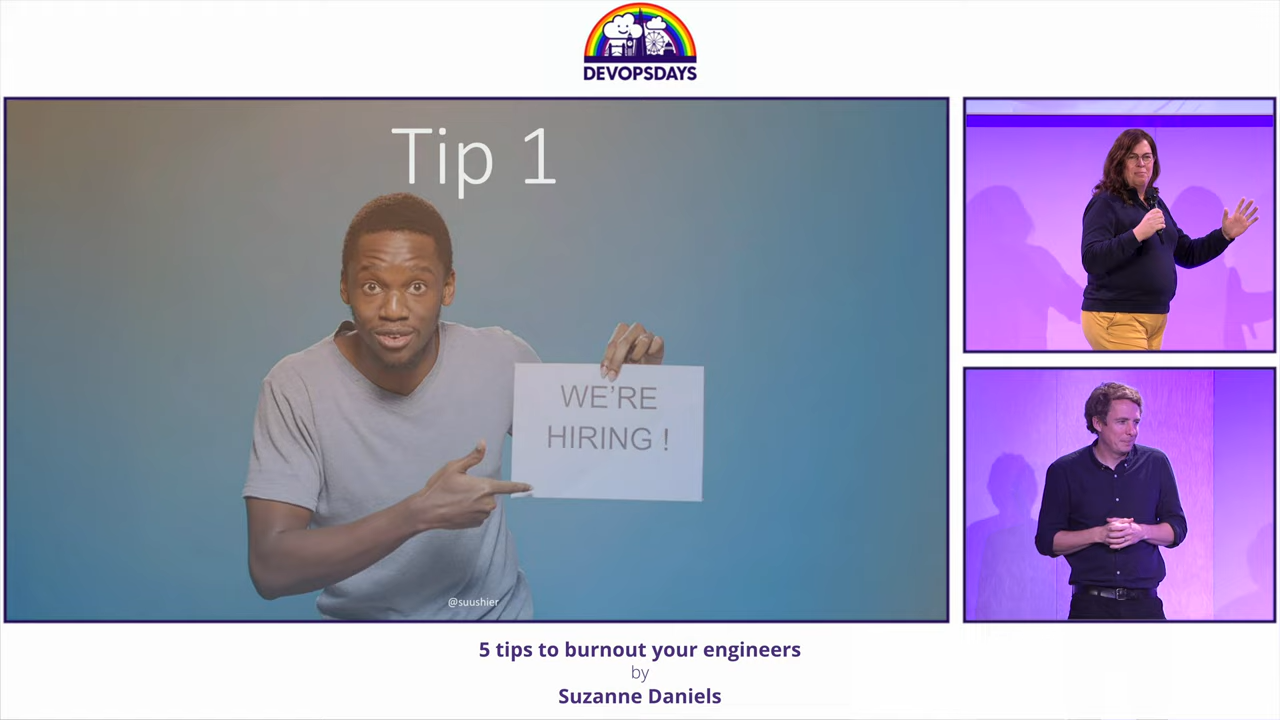 DEVOPSDAYS
Tip 1
WE'RE
HIRING !
@suushier
5 tips to burnout your engineers
by
Suzanne Daniels